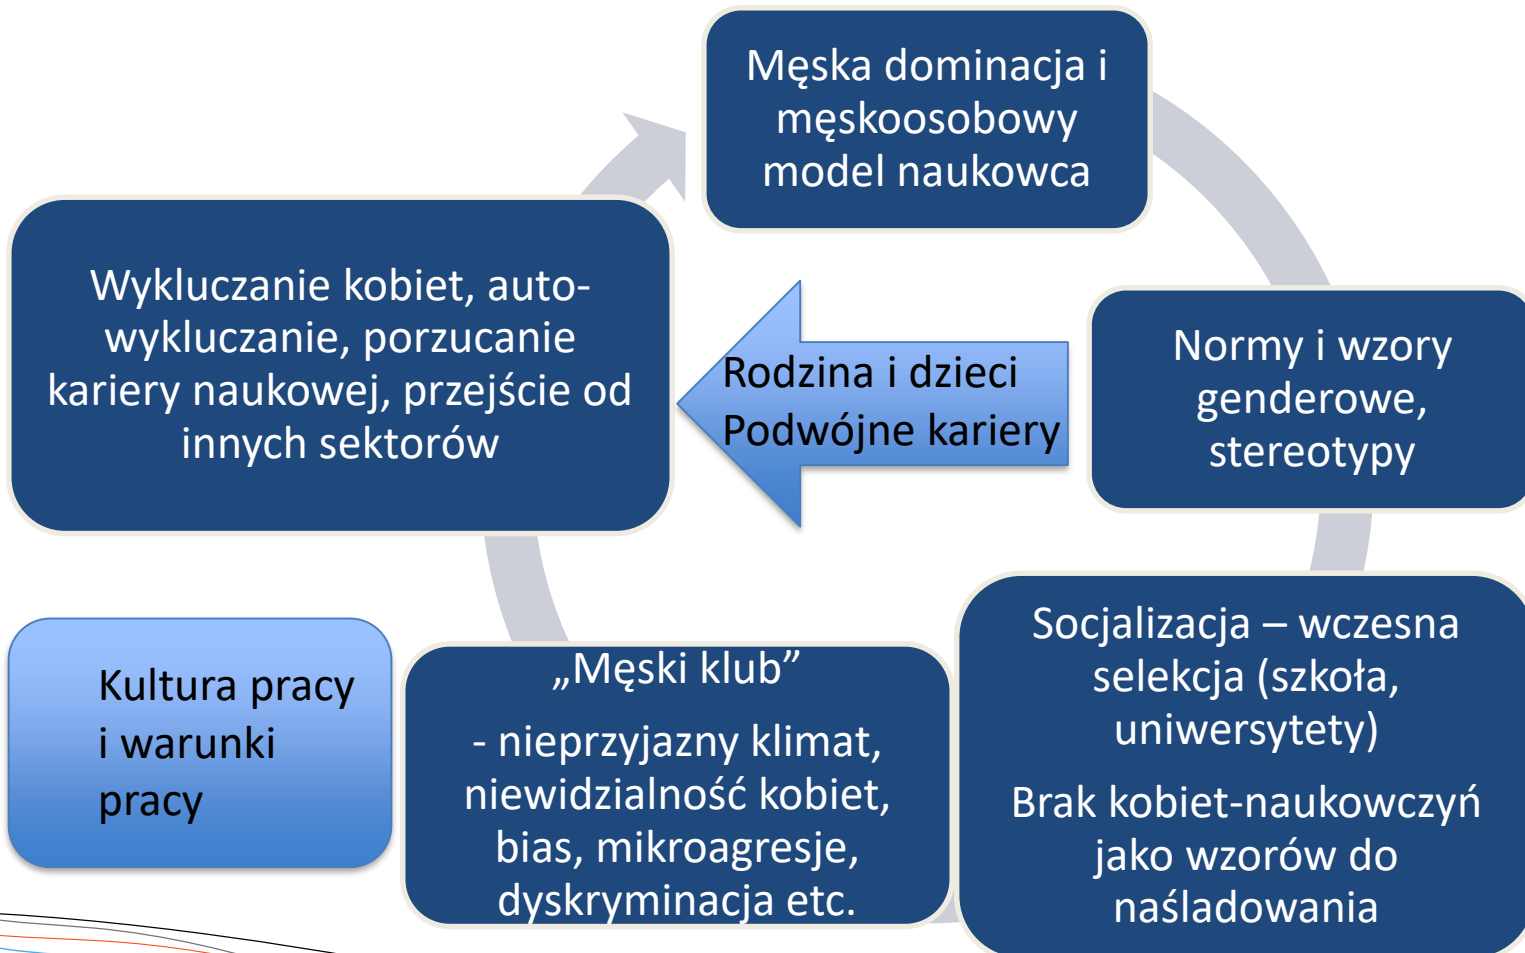 Męska dominacja i
męskoosobowy
model naukowca
Wykluczanie kobiet, auto-
wykluczanie, porzucanie
kariery naukowej, przejście od
innych sektorów
Rodzina i dzieci
Podwójne kariery
Normy i wzory
genderowe,
stereotypy
Kultura pracy
i warunki
pracy
„Męski klub”
- nieprzyjazny klimat,
niewidzialność kobiet,
bias, mikroagresje,
dyskryminacja etc.
Socjalizacja – wczesna
selekcja (szkoła,
uniwersytety)
Brak kobiet-naukowczyń
jako wzorów do
naśladowania